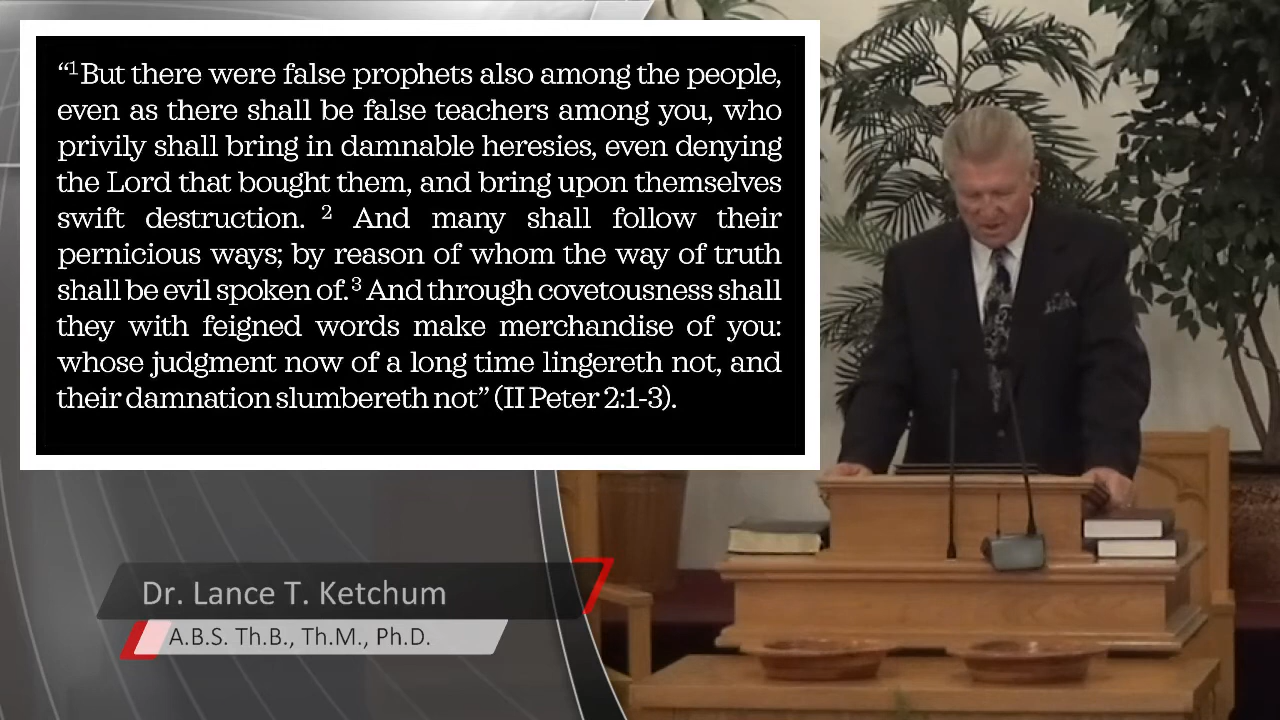 “¹But there were false prophets also among the people,
even as there shall be false teachers among you, who
privily shall bring in damnable heresies, even denying
the Lord that bought them, and bring upon themselves
swift destruction. ² And many shall follow their
pernicious ways; by reason of whom the way of truth
shall be evil spoken of.³ And through covetousness shall
they with feigned words make merchandise of you:
whose judgment now of a long time lingereth not, and
their damnation slumbereth not” (II Peter 2:1-3).
Dr. Lance T. Ketchum
A.B.S. Th.B., Th.M., Ph.D.